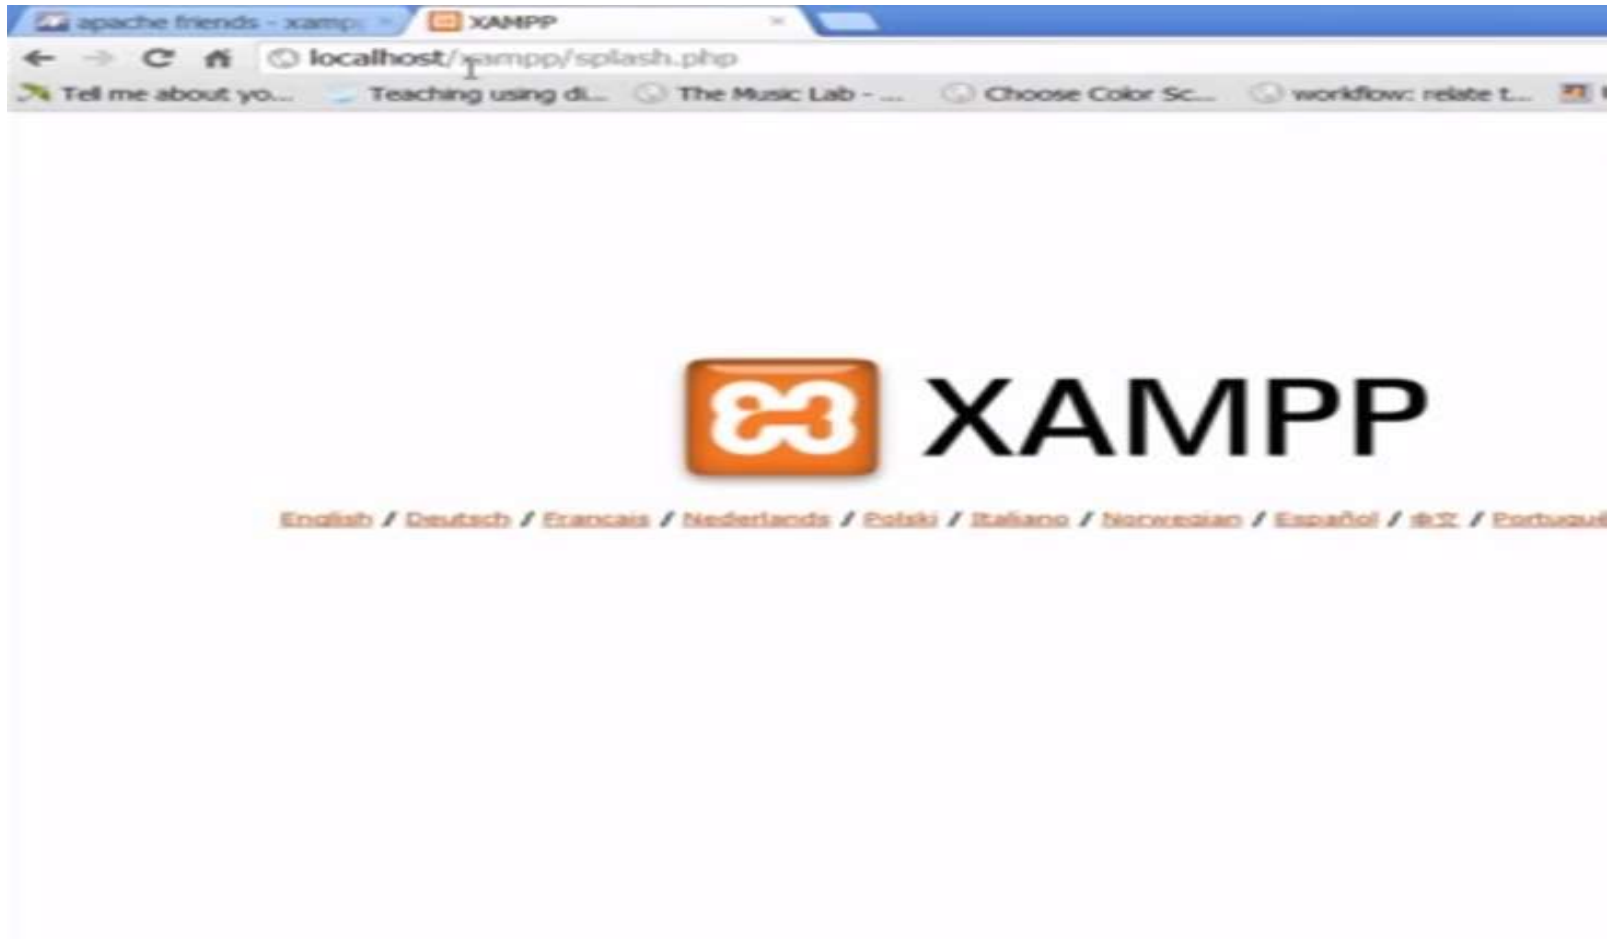 apache friends - xamp
XAMPP
localhost/xampp/splash.php
Tell me about yo... Teaching using di... The Music Lab - ... Choose Color Sc... workflow: relate t...
XAMPP
English / Deutsch / Francais / Nederlands / Polski / Italiano / Norwegian / Español / 中文 / Portuguê